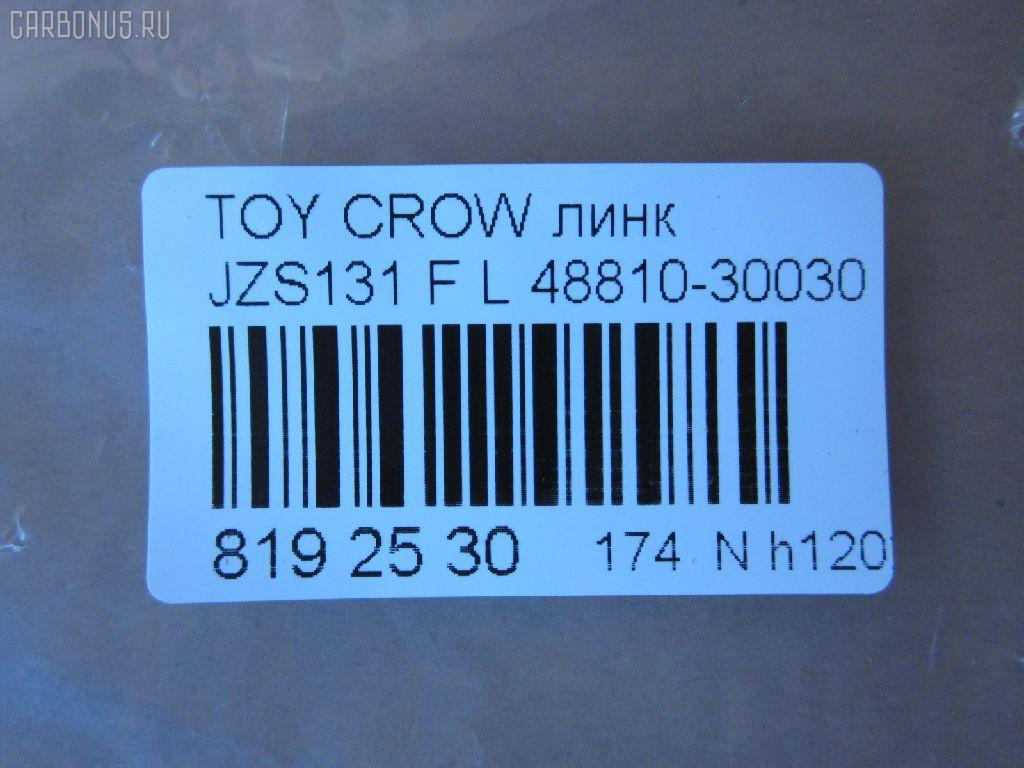 CARBONUS.RU
TOY CROW линк
JZS131 F L 48810-30030
819 25 30 174 N h120